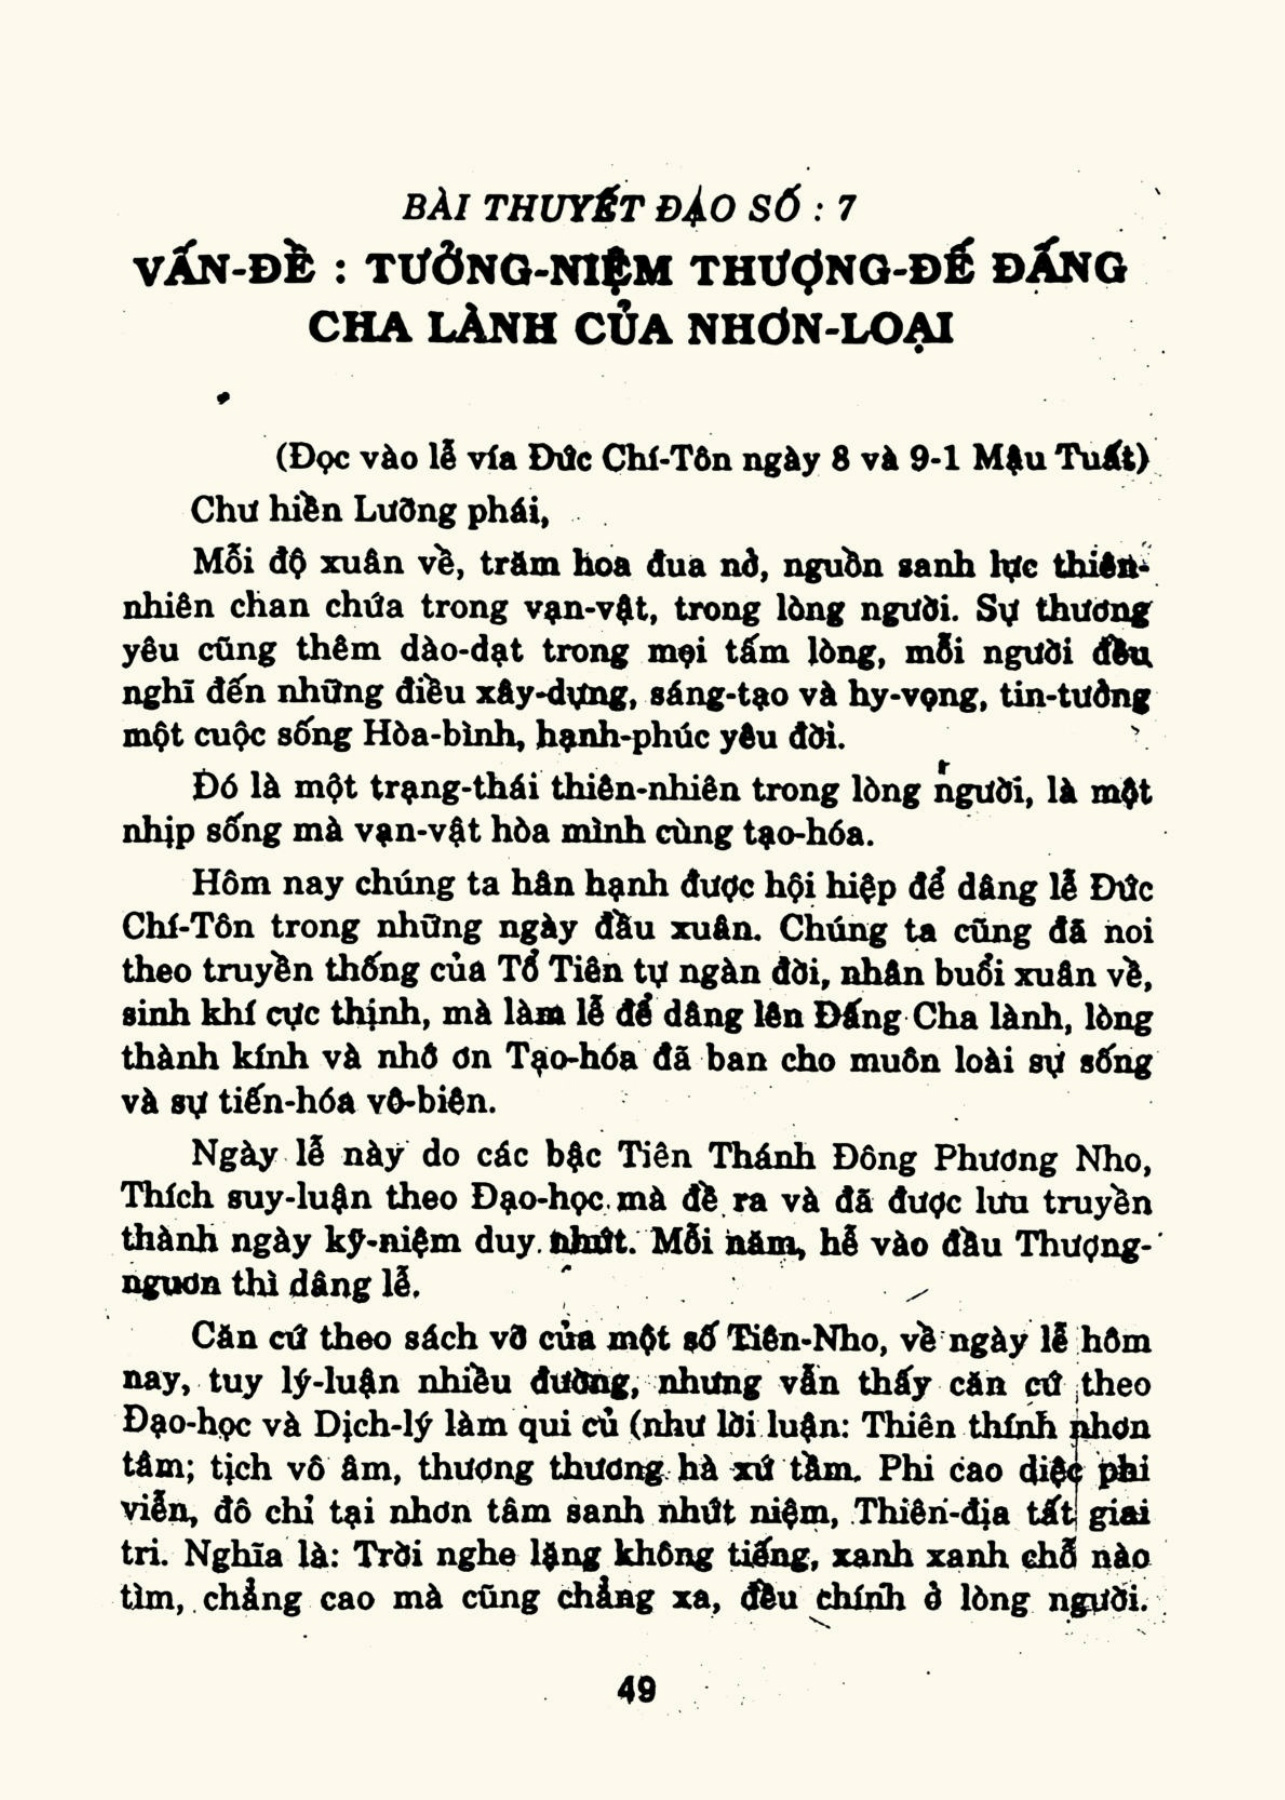 BÀI THUYẾT ĐẠO SỐ : 7
VẤN-ĐỀ : TƯỞNG-NIỆM THƯỢNG-ĐẾ ĐẤNG
CHA LÀNH CỦA NHƠN-LOẠI
(Đọc vào lễ vía Đức Chí-Tôn ngày 8 và 9-1 Mậu Tuất)
Chư hiền Lưỡng phái,
Mỗi độ xuân về, trăm hoa đua nở, nguồn sanh lực thiên-
nhiên chan chứa trong vạn-vật, trong lòng người. Sự thương
yêu cũng thêm dào-dạt trong mọi tấm lòng, mỗi người đều
nghĩ đến những điều xây-dựng, sáng-tạo và hy-vọng, tin-tưởng
một cuộc sống Hòa-bình, hạnh-phúc yêu đời.
Đó là một trạng-thái thiên-nhiên trong lòng người, là một
nhịp sống mà vạn-vật hòa mình cùng tạo-hóa.
Hôm nay chúng ta hân hạnh được hội hiệp để dâng lễ Đức
Chí-Tôn trong những ngày đầu xuân. Chúng ta cũng đã noi
theo truyền thống của Tổ Tiên tự ngàn đời, nhân buổi xuân về,
sinh khí cực thịnh, mà làm lễ để dâng lên Đấng Cha lành, lòng
thành kính và nhớ ơn Tạo-hóa đã ban cho muôn loài sự sống
và sự tiến-hóa vô-biên.
Ngày lễ này do các bậc Tiên Thánh Đông Phương Nho,
Thích suy-luận theo Đạo-học mà đề ra và đã được lưu truyền
thành ngày kỹ-niệm duy nhứt. Mỗi năm, hễ vào đầu Thượng-
nguơn thì dâng lễ.
Căn cứ theo sách vỡ của một số Tiên-Nho, về ngày lễ hôm
nay, tuy lý-luận nhiều đường, nhưng vẫn thấy căn cứ theo
Đạo-học và Dịch-lý làm qui củ (như lời luận: Thiên thính nhơn
tâm; tịch vô âm, thương thương hà xứ tầm. Phi cao diệc phi
viễn, đô chỉ tại nhơn tâm sanh nhứt niệm, Thiên-địa tất giai
tri. Nghĩa là: Trời nghe lặng không tiếng, xanh xanh chỗ nào
tìm, chẳng cao mà cũng chẳng xa, đều chính ở lòng người.
49